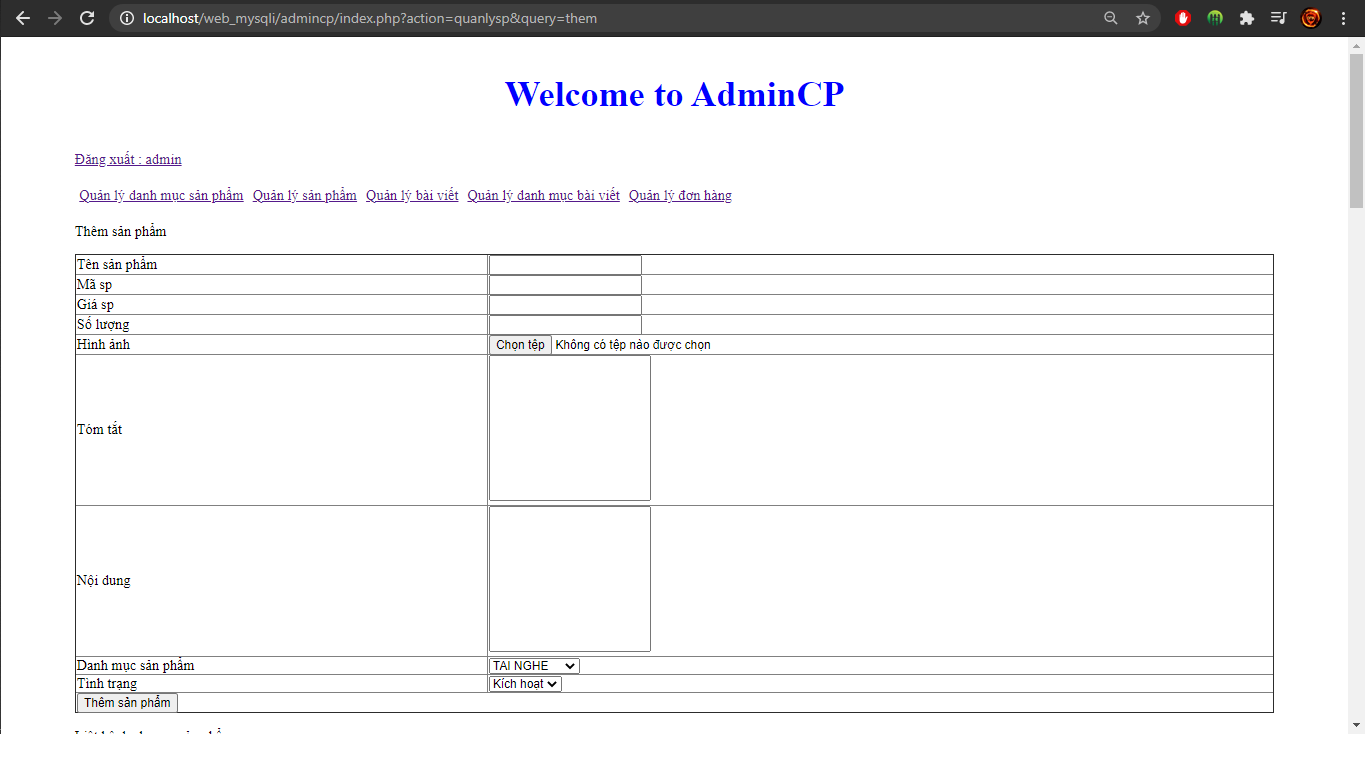 localhost/web_mysqli/admincp/index.php?action=quanlysp&query=them
Welcome to AdminCP
Đăng xuất : admin
Quản lý danh mục sản phẩm Quản lý sản phẩm Quản lý bài viết Quản lý danh mục bài viết Quản lý đơn hàng
Thêm sản phẩm
Tên sản phẩm
Mã sp
Giá sp
Số lượng
Hình ảnh Chọn tệp Không có tệp nào được chọn
Tóm tắt
Nội dung
Danh mục sản phẩm TAI NGHE
Tình trạng Kích hoạt
Thêm sản phẩm